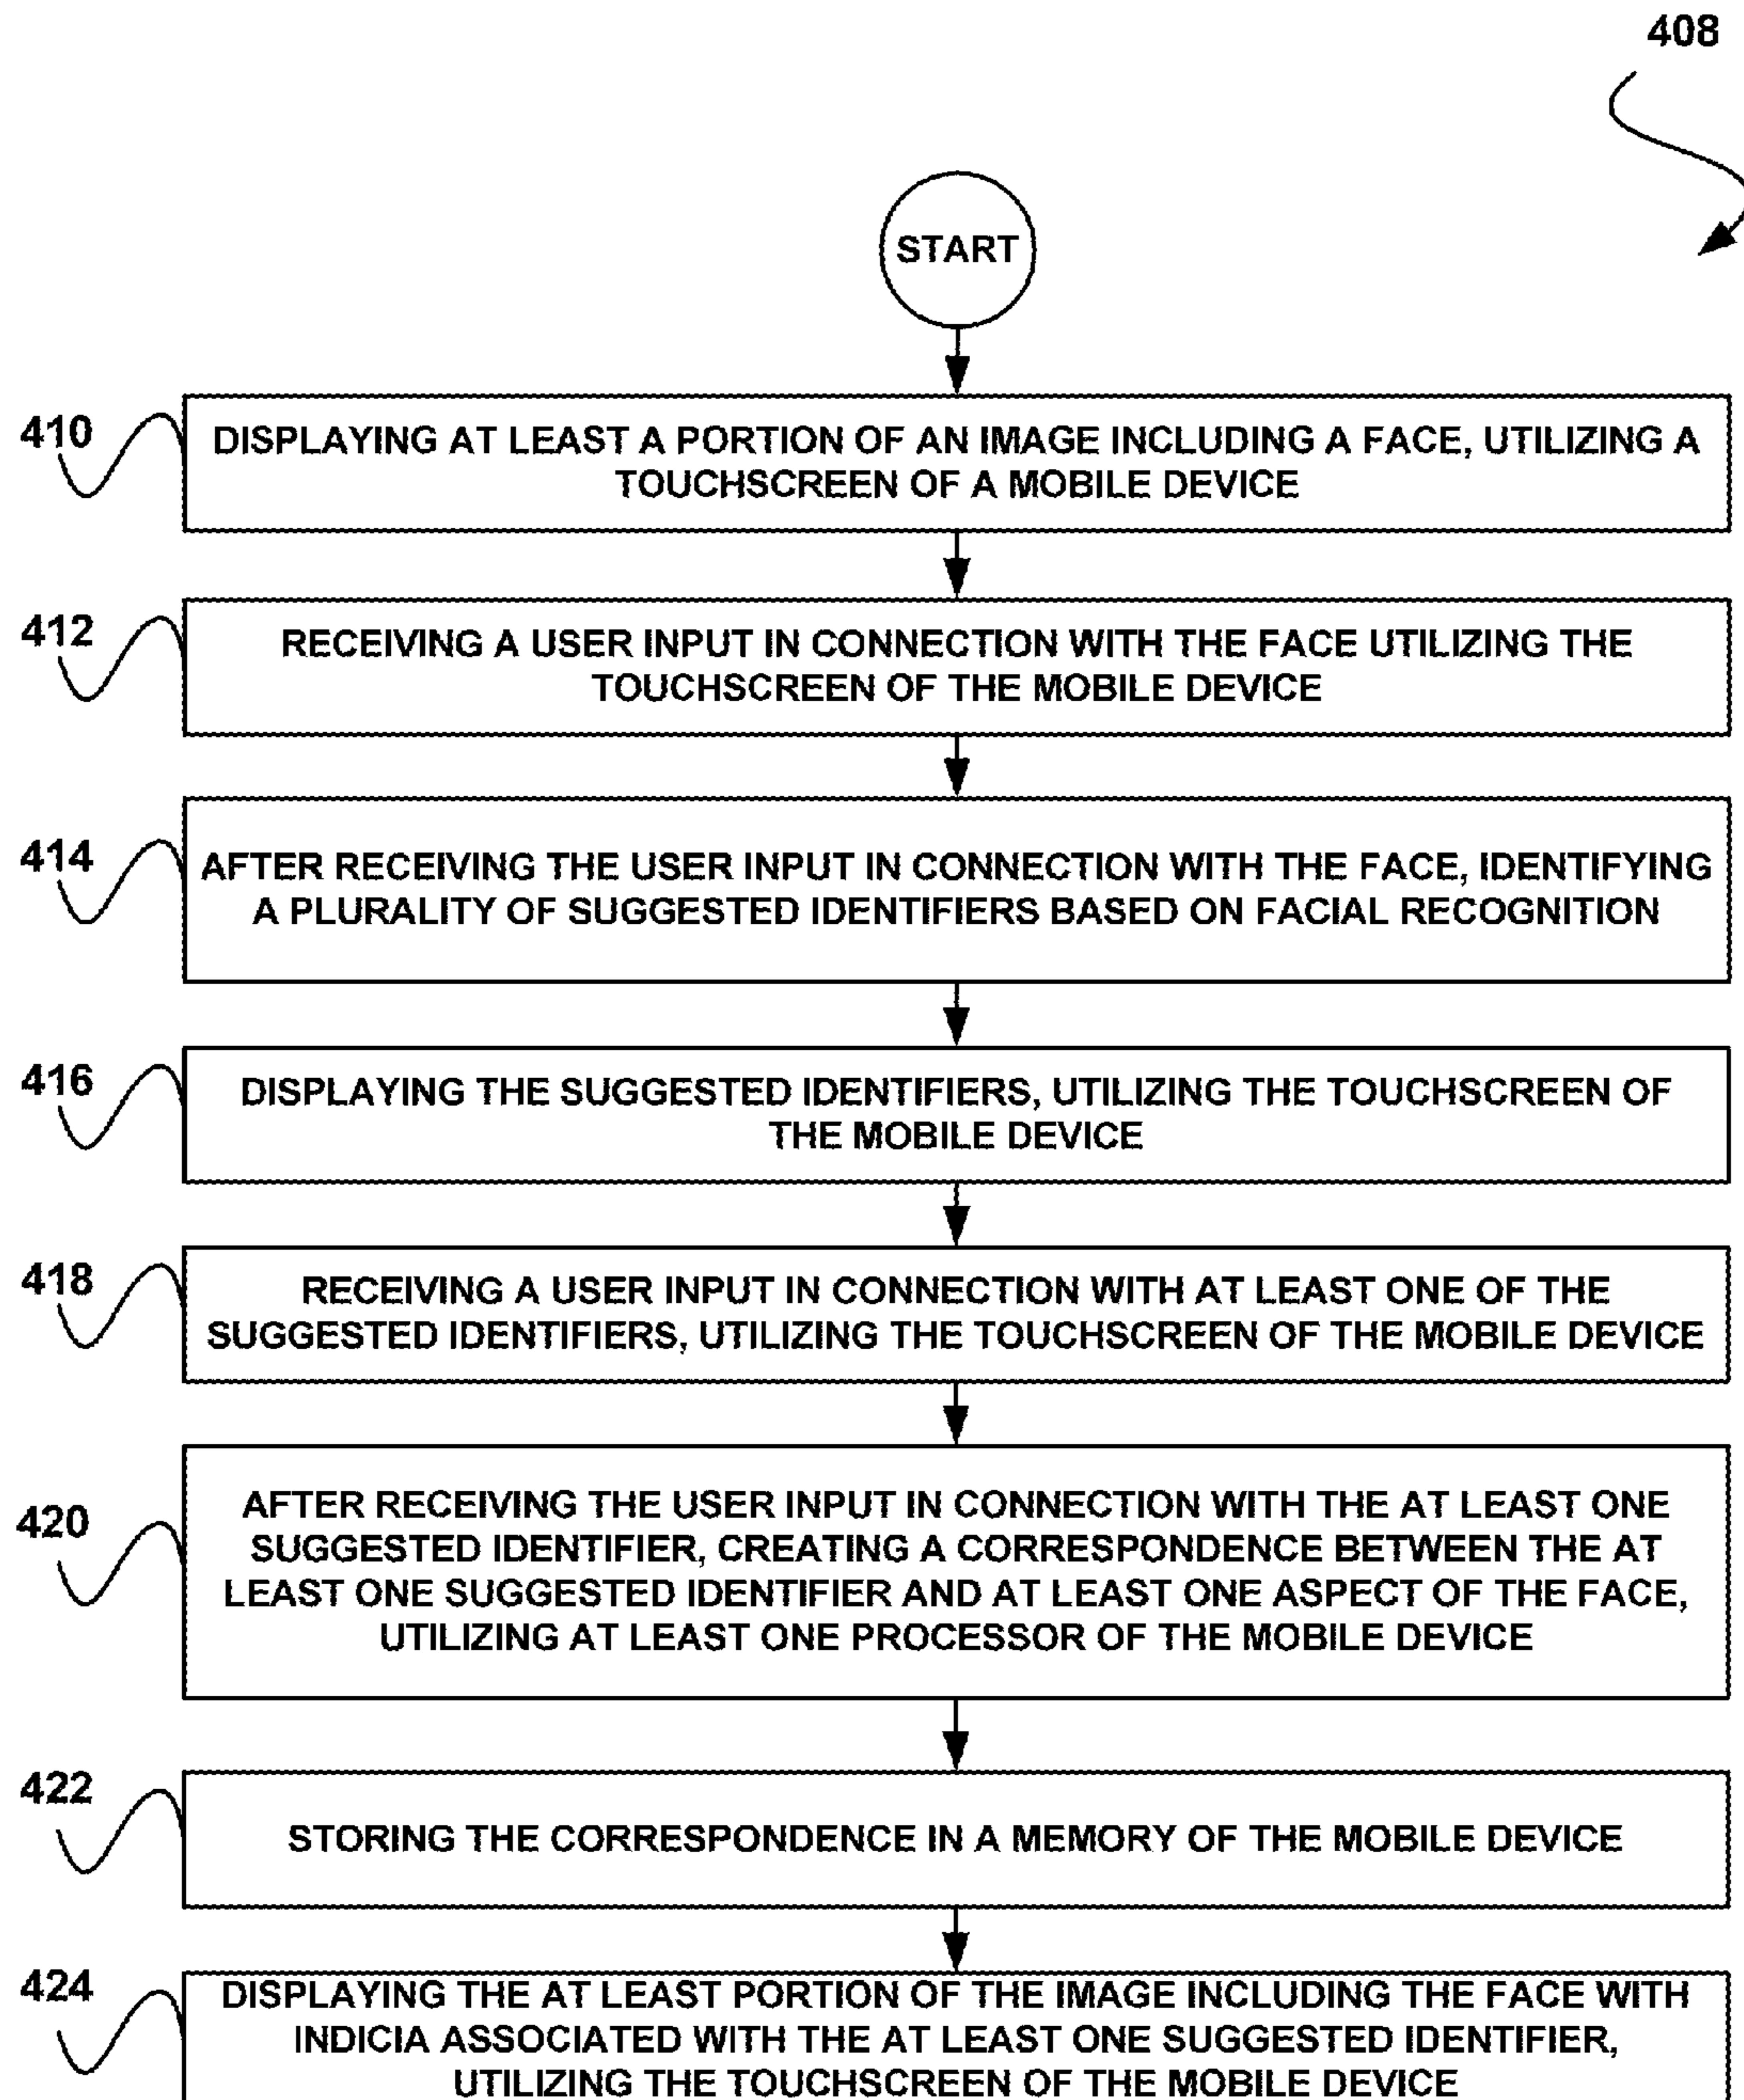 408
START
410
DISPLAYING AT LEAST A PORTION OF AN IMAGE INCLUDING A FACE, UTILIZING A
TOUCHSCREEN OF A MOBILE DEVICE
412
RECEIVING A USER INPUT IN CONNECTION WITH THE FACE UTILIZING THE
TOUCHSCREEN OF THE MOBILE DEVICE
414
AFTER RECEIVING THE USER INPUT IN CONNECTION WITH THE FACE, IDENTIFYING
A PLURALITY OF SUGGESTED IDENTIFIERS BASED ON FACIAL RECOGNITION
416
DISPLAYING THE SUGGESTED IDENTIFIERS, UTILIZING THE TOUCHSCREEN OF
THE MOBILE DEVICE
418
RECEIVING A USER INPUT IN CONNECTION WITH AT LEAST ONE OF THE
SUGGESTED IDENTIFIERS, UTILIZING THE TOUCHSCREEN OF THE MOBILE DEVICE
420
AFTER RECEIVING THE USER INPUT IN CONNECTION WITH THE AT LEAST ONE
SUGGESTED IDENTIFIER, CREATING A CORRESPONDENCE BETWEEN THE AT
LEAST ONE SUGGESTED IDENTIFIER AND AT LEAST ONE ASPECT OF THE FACE,
UTILIZING AT LEAST ONE PROCESSOR OF THE MOBILE DEVICE
422
STORING THE CORRESPONDENCE IN A MEMORY OF THE MOBILE DEVICE
424
DISPLAYING THE AT LEAST PORTION OF THE IMAGE INCLUDING THE FACE WITH
INDICIA ASSOCIATED WITH THE AT LEAST ONE SUGGESTED IDENTIFIER,
UTILIZING THE TOUCHSCREEN OF THE MOBILE DEVICE